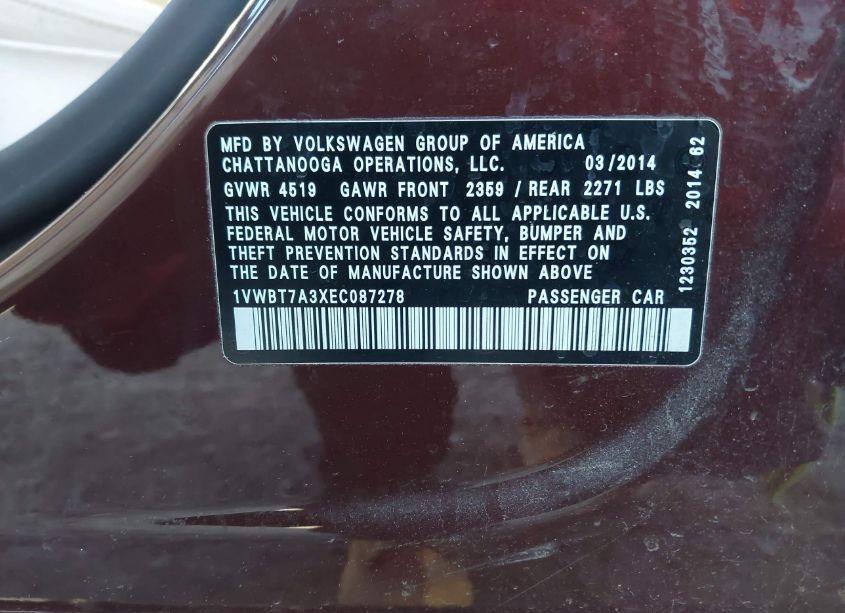 MFD BY VOLKSWAGEN GROUP OF AMERICA
CHATTANOOGA OPERATIONS, LLC. 03/2014
GVWR 4519 GAWR FRONT 2359 / REAR 2271 LBS
THIS VEHICLE CONFORMS TO ALL APPLICABLE U.S.
FEDERAL MOTOR VEHICLE SAFETY, BUMPER AND
THEFT PREVENTION STANDARDS IN EFFECT ON
THE DATE OF MANUFACTURE SHOWN ABOVE
1VWBT7A3XEC087278 PASSENGER CAR
1230352 2014 62